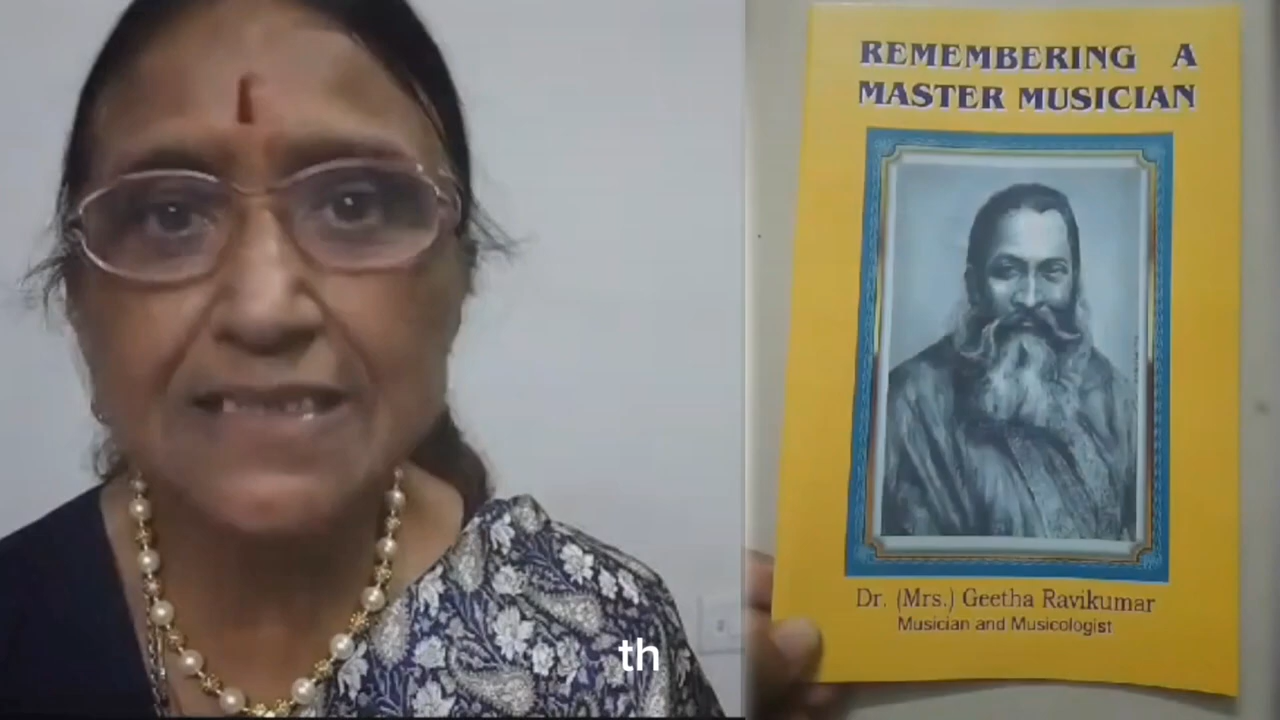 REMEMBERING A
MASTER MUSICIAN
Dr. (Mrs.) Geetha Ravikumar
Musician and Musicologist
th